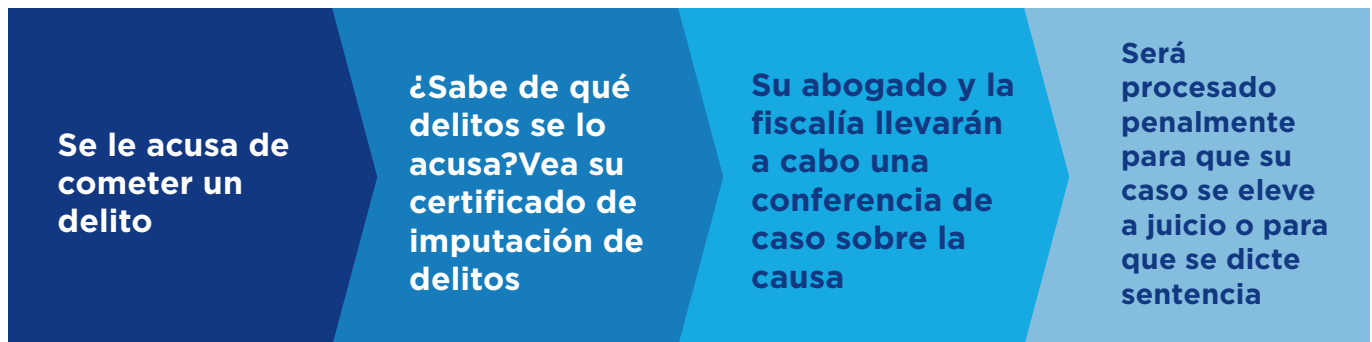 Se le acusa de
cometer un
delito
¿Sabe de qué
delitos se lo
acusa?Vea su
certificado de
imputación de
delitos
Su abogado y la
fiscalía llevarán
a cabo una
conferencia de
caso sobre la
causa
Será
procesado
penalmente
para que su
caso se eleve
a juicio o para
que se dicte
sentencia